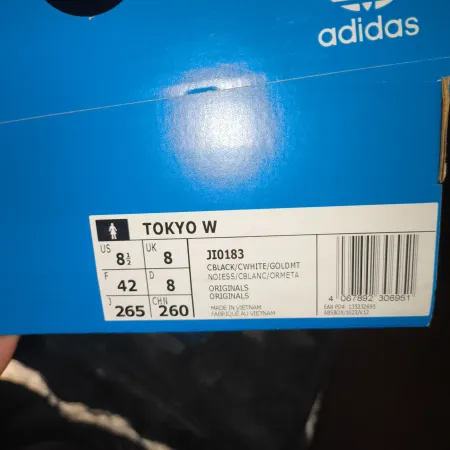 adidas
TOKYO W
US 8½ UK 8
F 42 D 8
J 265 CHN 260
JI0183
CBLACK/CWHITE/GOLDMT
NOIESS/CBLANC/ORMETA
ORIGINALS
ORIGINALS
MADE IN VIETNAM
FABRIQUÉ AU VIETNAM
4 067892 306951